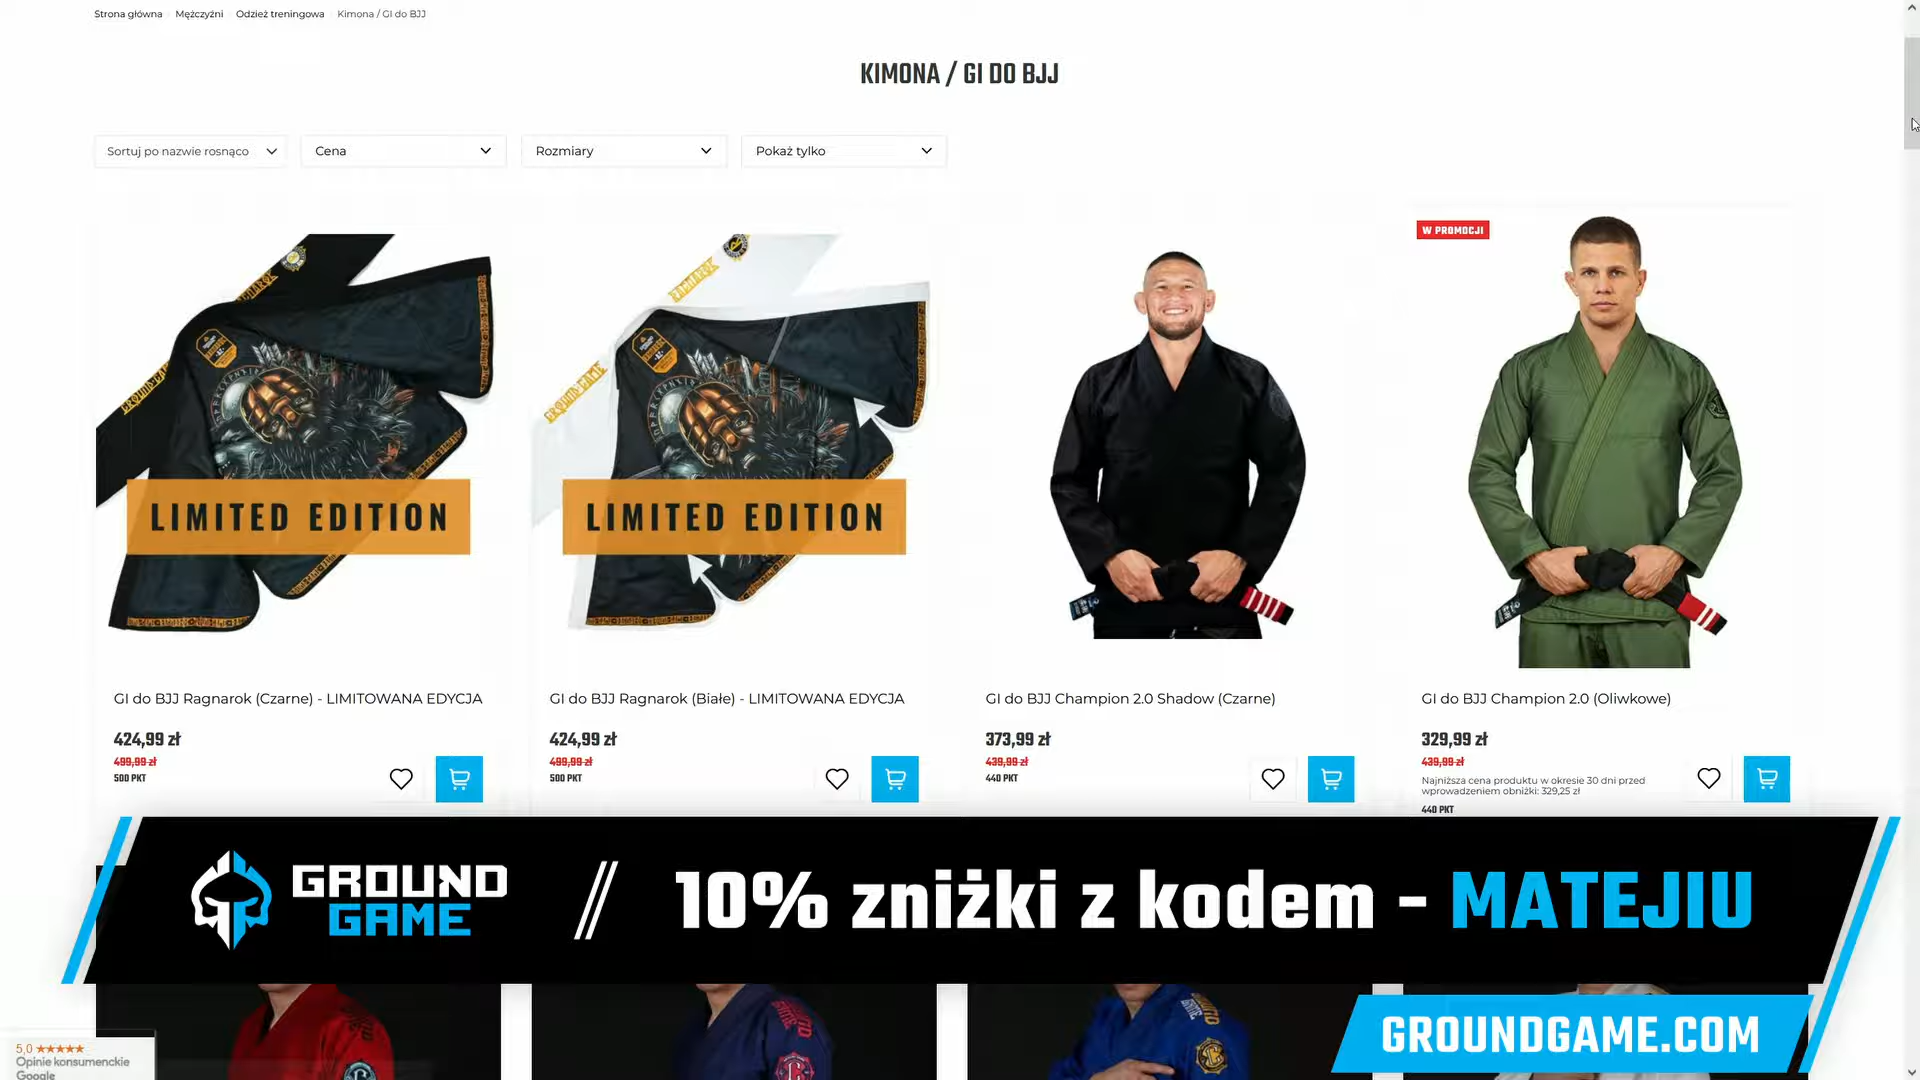 Strona główna Mężczyźni Odzież treningowa Kimona / GI do BJJ
KIMONA / GI DO BJJ
Sortuj po nazwie rosnąco
Cena
Rozmiary
Pokaż tylko
W PROMOCJI
RAGNAROK
GROUNDGAME
RAGNAROK
GROUNDGAME
LIMITED EDITION
LIMITED EDITION
GI do BJJ Ragnarok (Czarne) - LIMITOWANA EDYCJA
424,99 zł
499,99 zł
500 PKT
GI do BJJ Ragnarok (Białe) - LIMITOWANA EDYCJA
424,99 zł
499,99 zł
500 PKT
GI do BJJ Champion 2.0 Shadow (Czarne)
373,99 zł
439,99 zł
440 PKT
GI do BJJ Champion 2.0 (Oliwkowe)
329,99 zł
439,99 zł
Najniższa cena produktu w okresie 30 dni przed
wprowadzeniem obniżki: 329,25 zł
440 PKT
GROUND
GAME
// 10% zniżki z kodem - MATEJIU
GROUNDGAME.COM
5,0 ★★★★★
Opinie konsumenckie
Google